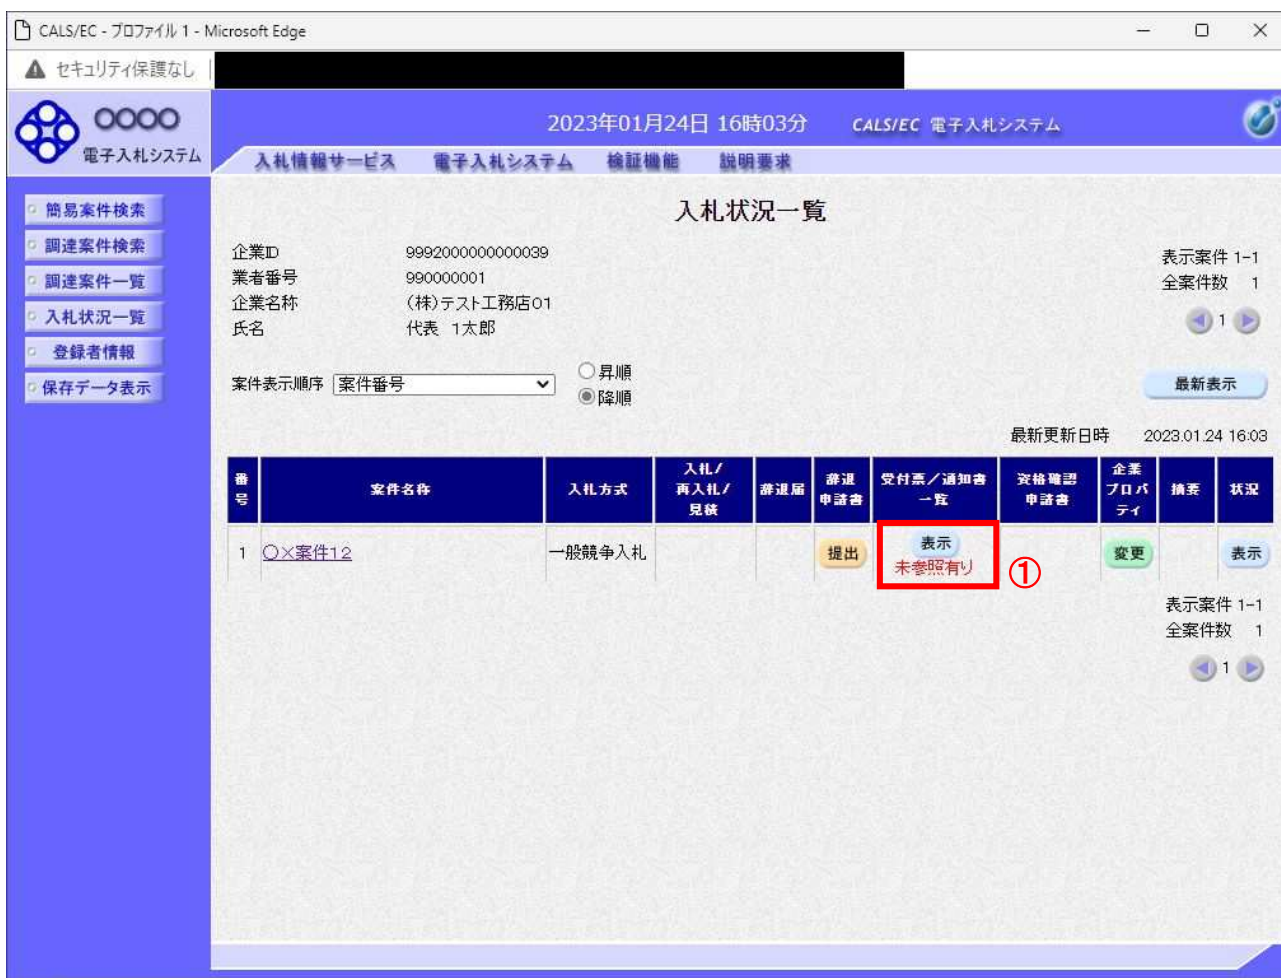 CALS/EC - プロファイル 1 - Microsoft Edge
セキュリティ保護なし
〇〇〇〇
電子入札システム
2023年01月24日 16時03分
CALS/EC 電子入札システム
入札情報サービス 電子入札システム 検証機能 説明要求
簡易案件検索
調達案件検索
調達案件一覧
入札状況一覧
登録者情報
保存データ表示
入札状況一覧
企業ID 9992000000000039
業者番号 990000001
企業名称 (株)テスト工務店01
氏名 代表 1太郎
表示案件 1-1
全案件数 1
1
案件表示順序 案件番号
昇順
降順
最新表示
最新更新日時 2023.01.24 16:03
番号 案件名称 入札方式 入札/再入札/見積 辞退届 辞退申請書 受付票/通知書一覧 資格確認申請書 企業プロパティ 摘要 状況
1 〇×案件12 一般競争入札 提出 表示 未参照有り 変更 表示
①
表示案件 1-1
全案件数 1
1